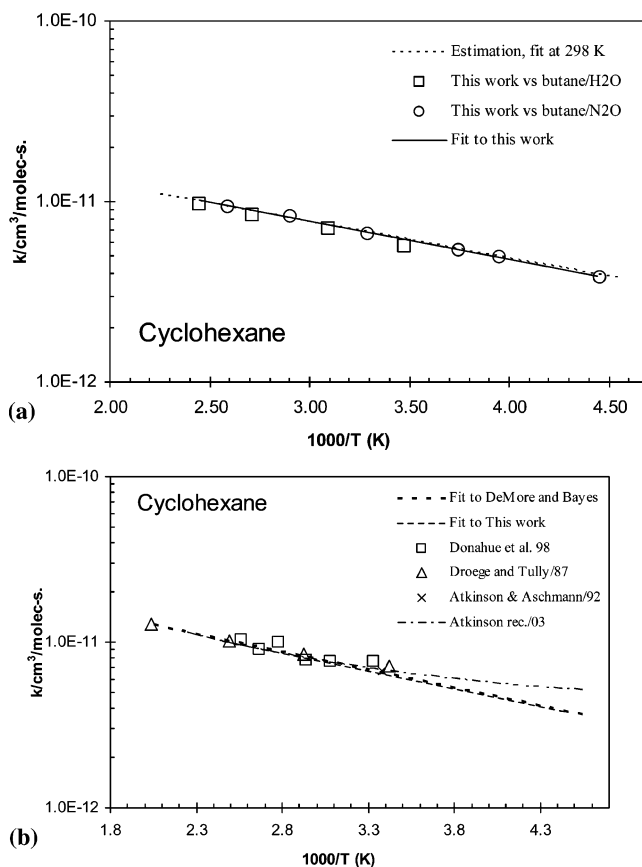 1.0E-10
Estimation, fit at 298 K
This work vs butane/H2O
This work vs butane/N2O
Fit to this work
k/cm³/molec-s.
1.0E-11
Cyclohexane
1.0E-12
2.00 2.50 3.00 3.50 4.00 4.50
(a)
1000/T (K)
1.0E-10
Cyclohexane
Fit to DeMore and Bayes
Fit to This work
Donahue et al. 98
Droege and Tully/87
Atkinson & Aschmann/92
Atkinson rec./03
k/cm³/molec-s.
1.0E-11
1.0E-12
1.8 2.3 2.8 3.3 3.8 4.3
(b)
1000/T (K)